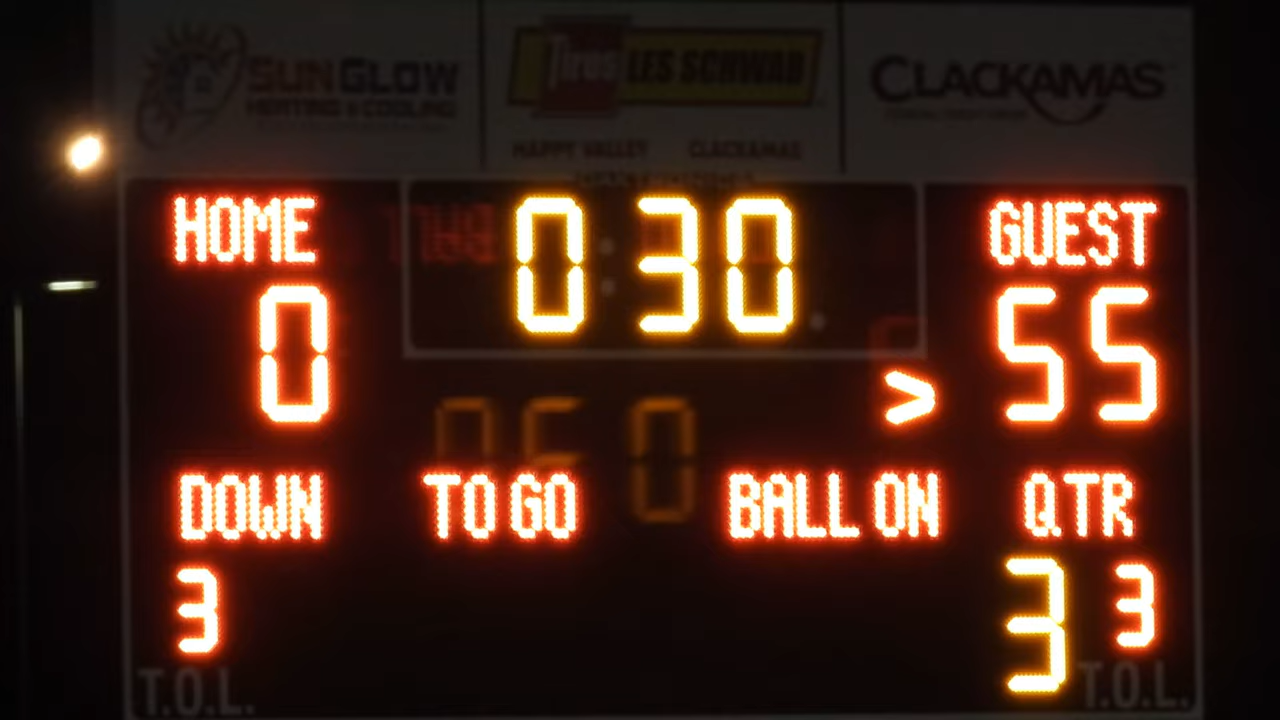 SUNGLOW
HEATING & COOLING
Tires LES SCHWAB
HAPPY VALLEY CLACKAMAS
CLACKAMAS
HOME
0:30
GUEST
0
>
55
DOWN
TO GO
BALL ON
QTR
3
3
3
T.O.L.
T.O.L.